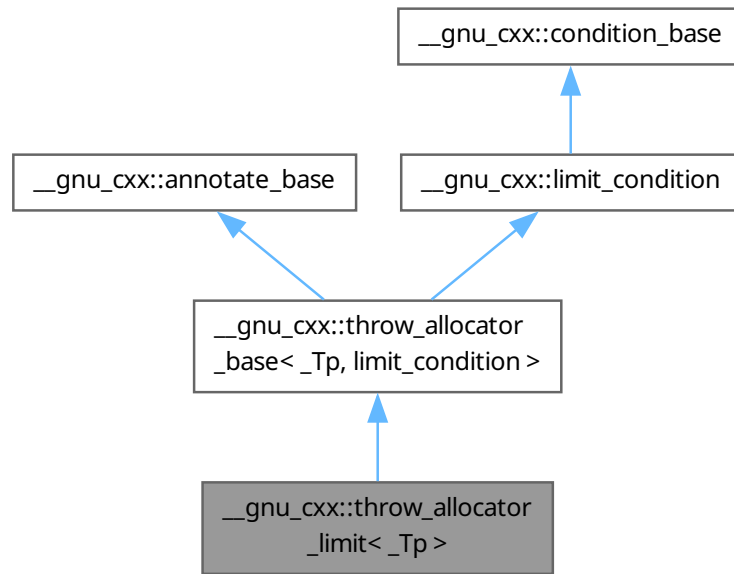 __gnu_cxx::condition_base
__gnu_cxx::annotate_base
__gnu_cxx::limit_condition
__gnu_cxx::throw_allocator
_base< _Tp, limit_condition >
__gnu_cxx::throw_allocator
_limit< _Tp >